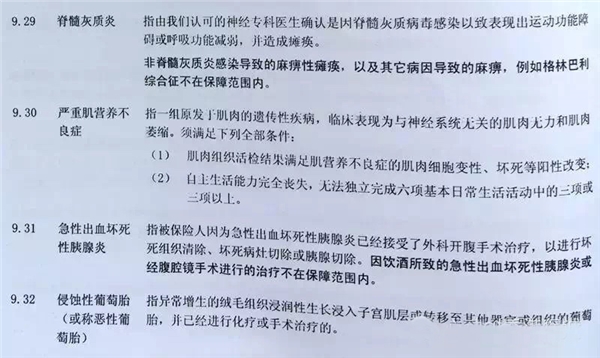 9.29 脊髓灰质炎 指由我们认可的神经专科医生确认是因脊髓灰质病毒感染以致表现出运动功能障
碍或呼吸功能减弱，并造成瘫痪。
非脊髓灰质炎感染导致的麻痹性瘫痪，以及其它病因导致的麻痹，例如格林巴利
综合征不在保障范围内。
9.30 严重肌营养不 指一组原发于肌肉的遗传性疾病，临床表现为与神经系统无关的肌肉无力和肌肉
良症 萎缩。须满足下列全部条件：
（1） 肌肉组织活检结果满足肌营养不良症的肌肉细胞变性、坏死等阳性改变；
（2） 自主生活能力完全丧失，无法独立完成六项基本日常生活活动中的三项或
三项以上。
9.31 急性出血坏死 指被保险人因为急性出血坏死性胰腺炎已经接受了外科开腹手术治疗，以进行坏
性胰腺炎 死组织清除、坏死病灶切除或胰腺切除。因饮酒所致的急性出血坏死性胰腺炎或
经腹腔镜手术进行的治疗不在保障范围内。
9.32 侵蚀性葡萄胎 指异常增生的绒毛组织浸润性生长浸入子宫肌层或转移至其他器官或组织的葡萄
（或称恶性葡 胎，并已经进行化疗或手术治疗的。
萄胎）